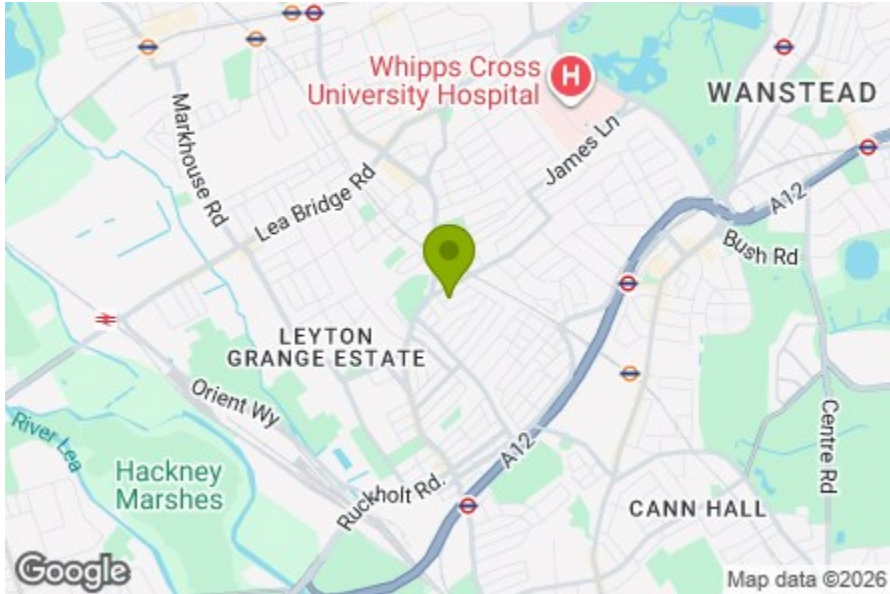 Whipps Cross
University Hospital
H
WANSTEAD
Markhouse Rd
James Ln
Lea Bridge Rd
A12
Bush Rd
LEYTON
GRANGE ESTATE
Orient Wy
River Lea
Centre Rd
A12
Hackney
Marshes
Ruckholt Rd.
CANN HALL
Google
Map data ©2026